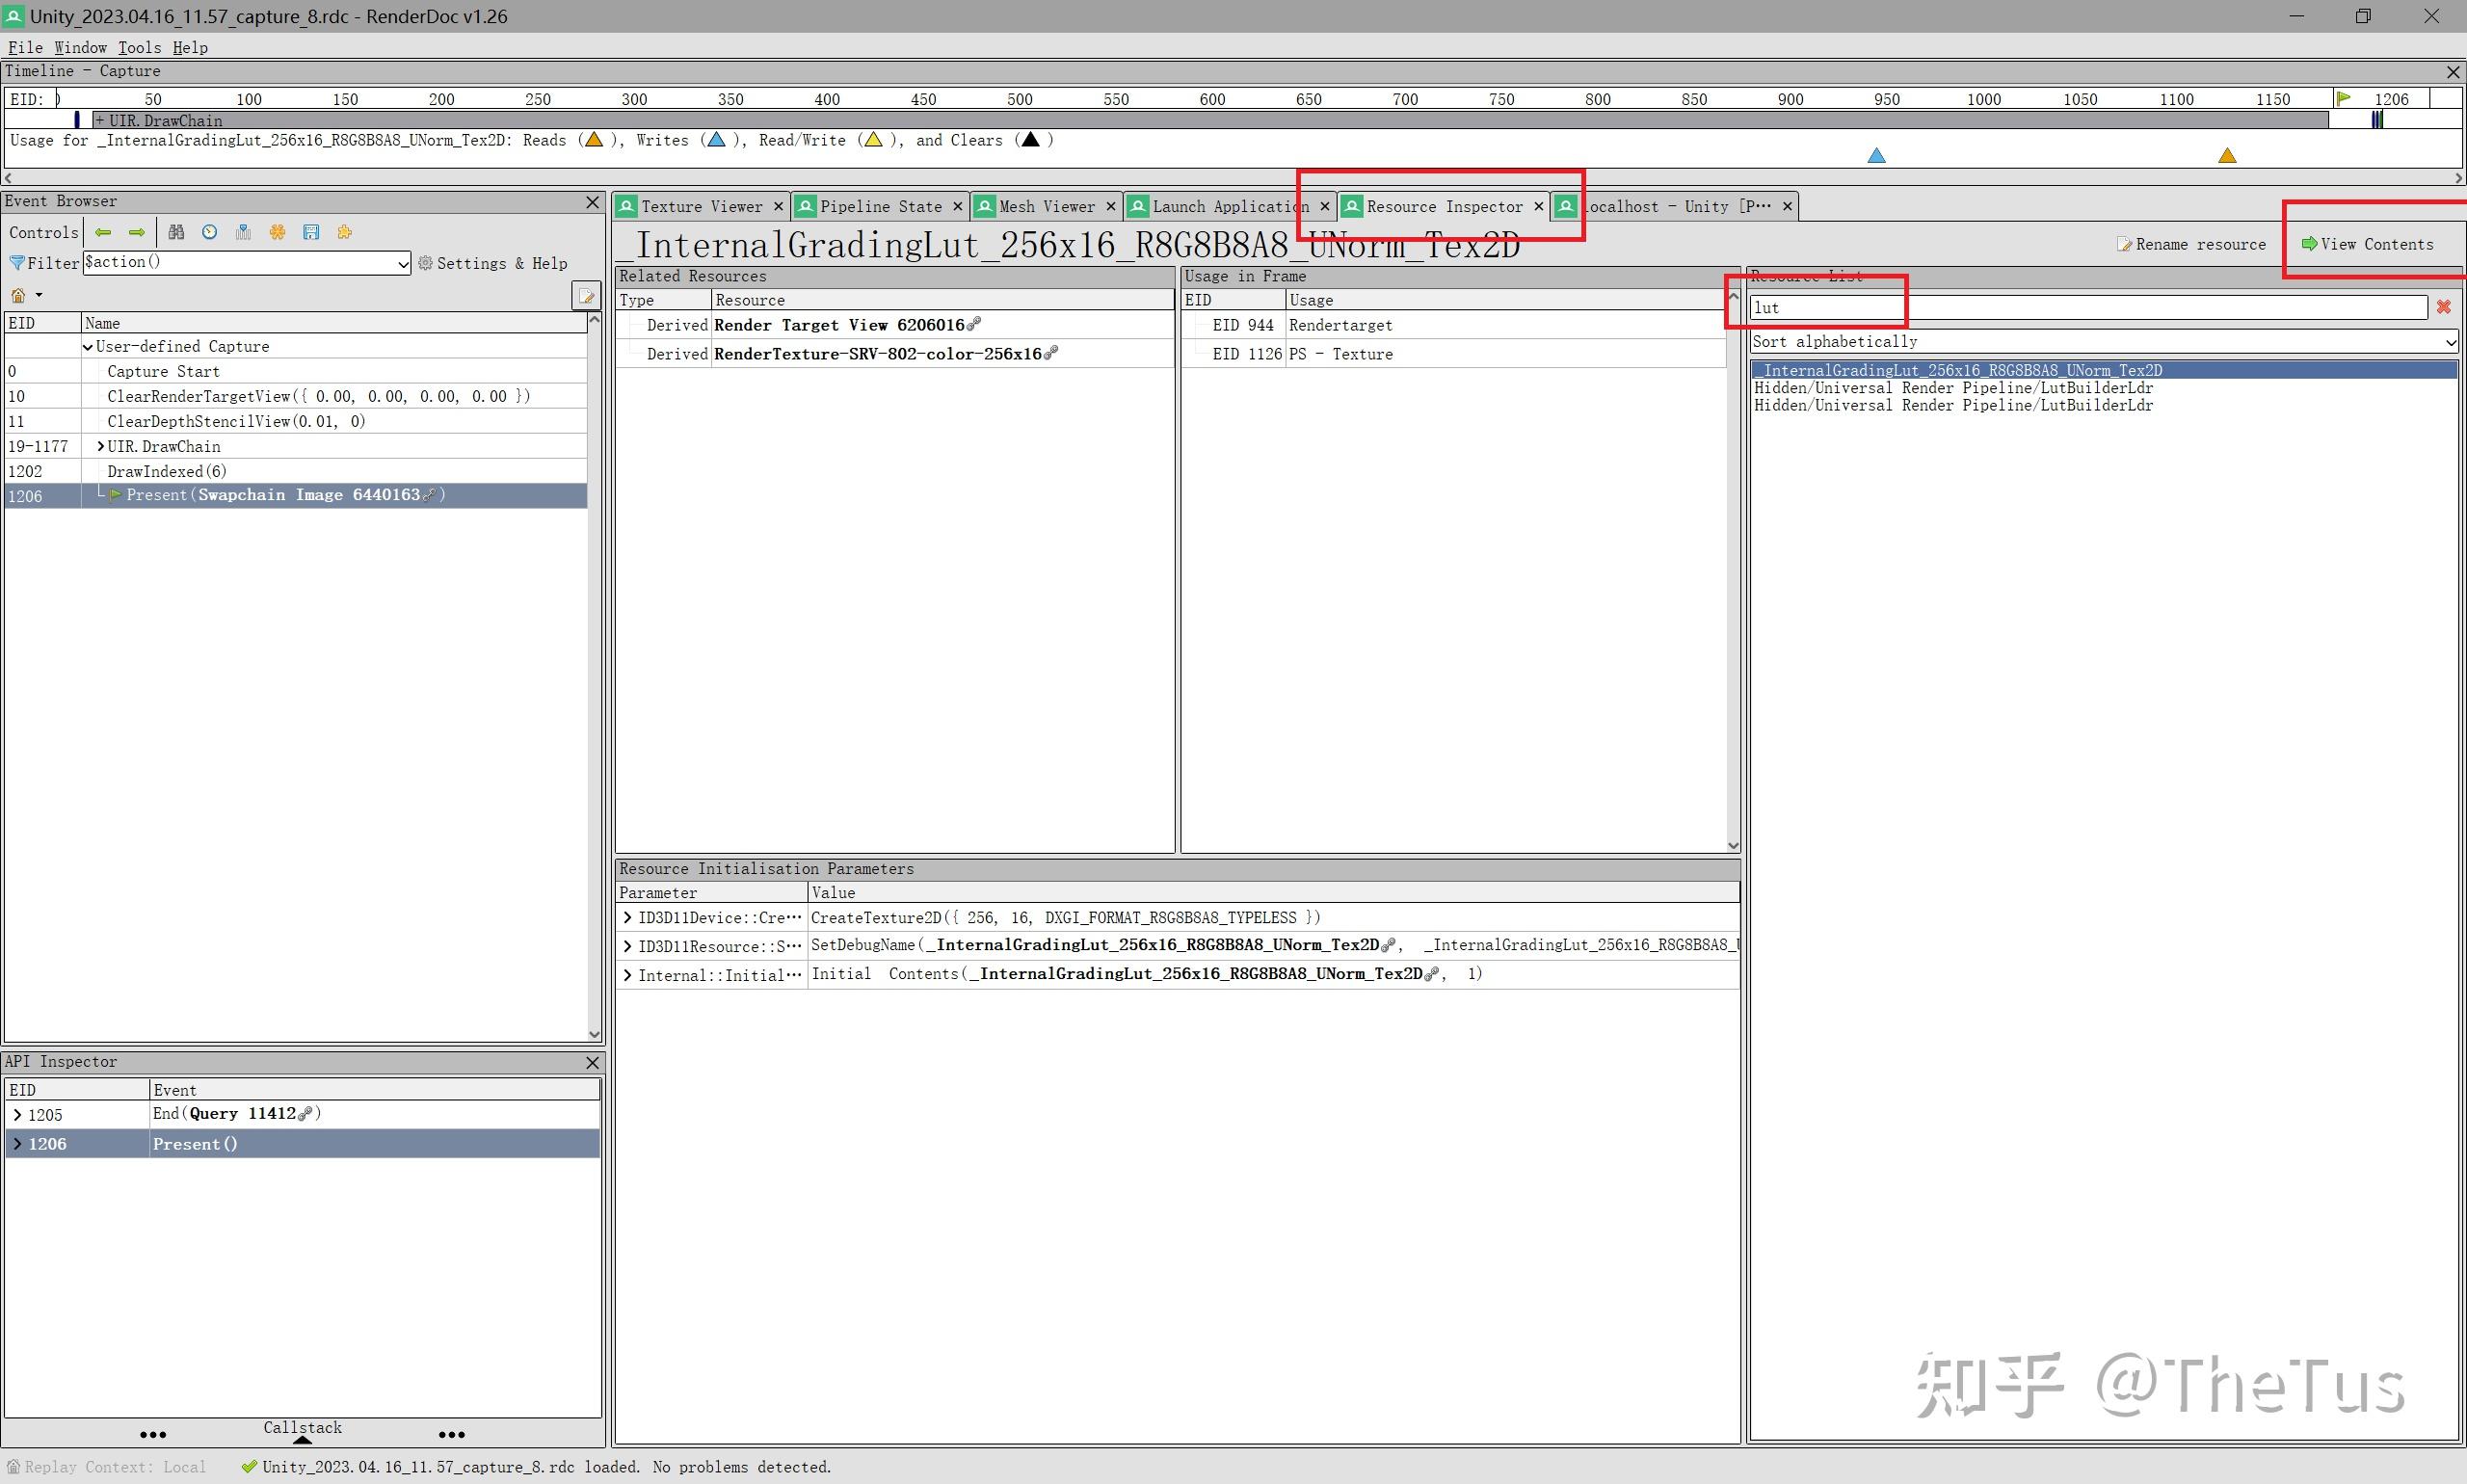 Unity_2023.04.16_11.57_capture_8.rdc - RenderDoc v1.26
File Window Tools Help
Timeline - Capture
EID: 0 50 100 150 200 250 300 350 400 450 500 550 600 650 700 750 800 850 900 950 1000 1050 1100 1150 1206
+ UIR.DrawChain
Usage for _InternalGradingLut_256x16_R8G8B8A8_UNorm_Tex2D: Reads ( ), Writes ( ), Read/Write ( ), and Clears ( )
Event Browser
Controls
Filter $action() Settings & Help
EID Name
User-defined Capture
0 Capture Start
10 ClearRenderTargetView({ 0.00, 0.00, 0.00, 0.00 })
11 ClearDepthStencilView(0.01, 0)
19-1177 UIR.DrawChain
1202 DrawIndexed(6)
1206 Present(Swapchain Image 6440163)
Texture Viewer Pipeline State Mesh Viewer Launch Application Resource Inspector localhost - Unity [P...
_InternalGradingLut_256x16_R8G8B8A8_UNorm_Tex2D
Rename resource View Contents
Related Resources
Type Resource
Derived Render Target View 6206016
Derived RenderTexture-SRV-802-color-256x16
Usage in Frame
EID Usage
EID 944 Rendertarget
EID 1126 PS - Texture
Resource List
lut
Sort alphabetically
_InternalGradingLut_256x16_R8G8B8A8_UNorm_Tex2D
Hidden/Universal Render Pipeline/LutBuilderLdr
Hidden/Universal Render Pipeline/LutBuilderLdr
Resource Initialisation Parameters
Parameter Value
ID3D11Device::Cre... CreateTexture2D({ 256, 16, DXGI_FORMAT_R8G8B8A8_TYPELESS })
ID3D11Resource::S... SetDebugName(_InternalGradingLut_256x16_R8G8B8A8_UNorm_Tex2D, _InternalGradingLut_256x16_R8G8B8A8_U
Internal::Initial... Initial Contents(_InternalGradingLut_256x16_R8G8B8A8_UNorm_Tex2D, 1)
API Inspector
EID Event
1205 End(Query 11412)
1206 Present()
Callstack
知乎 @TheTus
Replay Context: Local Unity_2023.04.16_11.57_capture_8.rdc loaded. No problems detected.